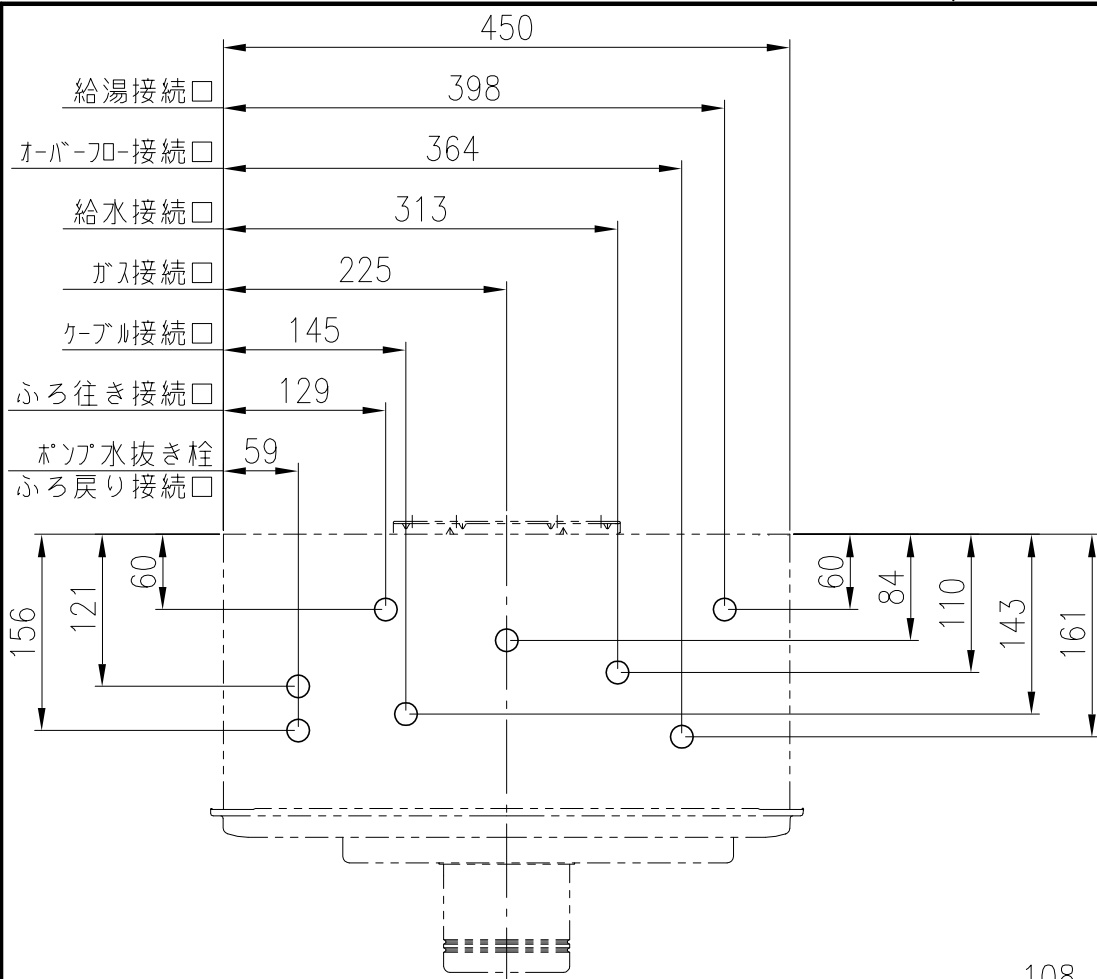 450
給湯接続口 398
オーバーフロー接続口 364
給水接続口 313
ガス接続口 225
ケーブル接続口 145
ふろ往き接続口 129
ポンプ水抜き栓 59
ふろ戻り接続口
156
121
60
60
84
110
143
161
108